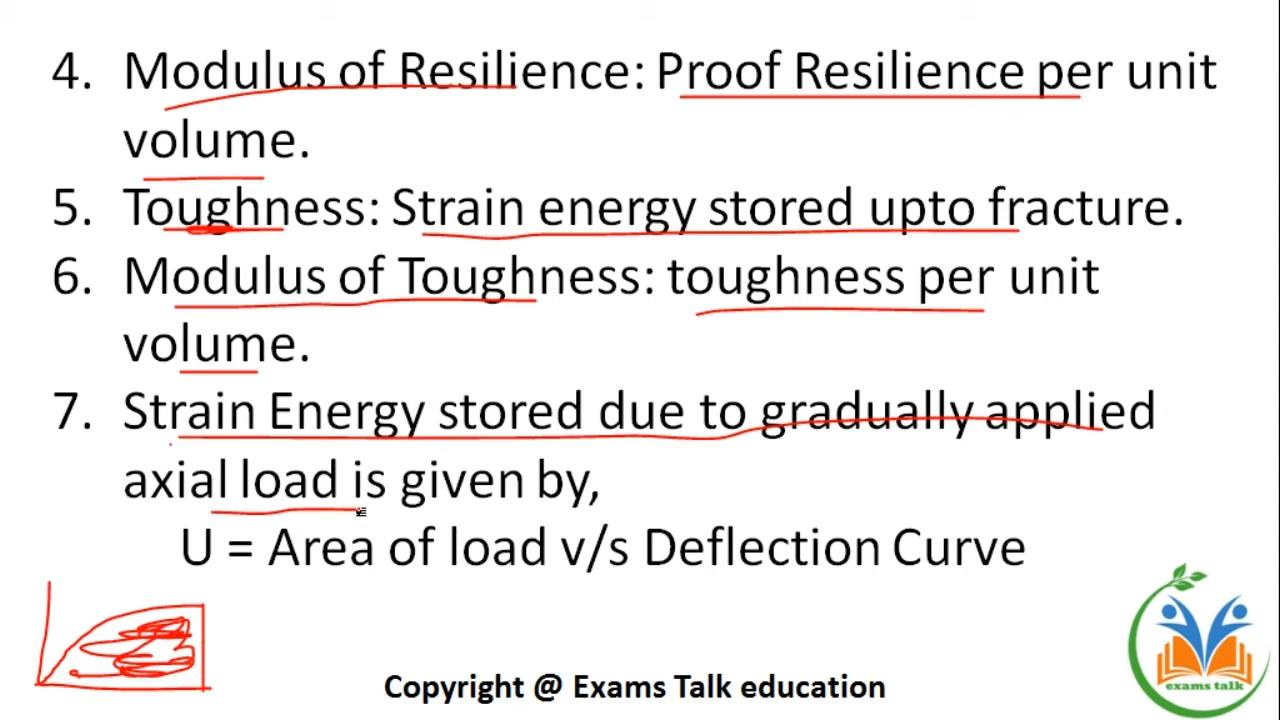 4. Modulus of Resilience: Proof Resilience per unit
volume.
5. Toughness: Strain energy stored upto fracture.
6. Modulus of Toughness: toughness per unit
volume.
7. Strain Energy stored due to gradually applied
axial load is given by,
U = Area of load v/s Deflection Curve
Copyright @ Exams Talk education
exams talk